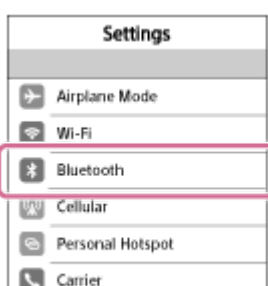 Settings
Airplane Mode
Wi-Fi
Bluetooth
Cellular
Personal Hotspot
Carrier